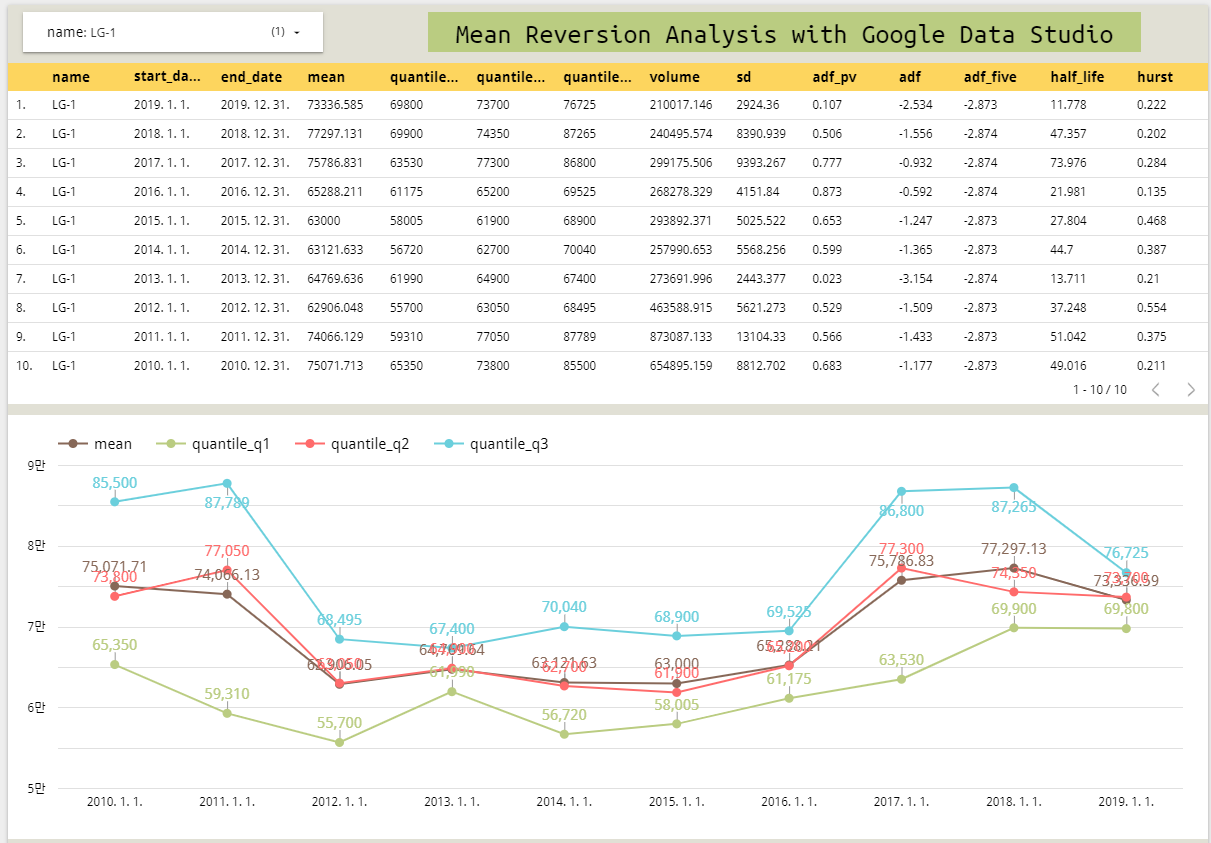 name: LG-1 (1)
Mean Reversion Analysis with Google Data Studio
name start_da... end_date mean quantile... quantile... quantile... volume sd adf_pv adf adf_five half_life hurst
1. LG-1 2019. 1. 1. 2019. 12. 31. 73336.585 69800 73700 76725 210017.146 2924.36 0.107 -2.534 -2.873 11.778 0.222
2. LG-1 2018. 1. 1. 2018. 12. 31. 77297.131 69900 74350 87265 240495.574 8390.939 0.506 -1.556 -2.874 47.357 0.202
3. LG-1 2017. 1. 1. 2017. 12. 31. 75786.831 63530 77300 86800 299175.506 9393.267 0.777 -0.932 -2.874 73.976 0.284
4. LG-1 2016. 1. 1. 2016. 12. 31. 65288.211 61175 65200 69525 268278.329 4151.84 0.873 -0.592 -2.874 21.981 0.135
5. LG-1 2015. 1. 1. 2015. 12. 31. 63000 58005 61900 68900 293892.371 5025.522 0.653 -1.247 -2.873 27.804 0.468
6. LG-1 2014. 1. 1. 2014. 12. 31. 63121.633 56720 62700 70040 257990.653 5568.256 0.599 -1.365 -2.873 44.7 0.387
7. LG-1 2013. 1. 1. 2013. 12. 31. 64769.636 61990 64900 67400 273691.996 2443.377 0.023 -3.154 -2.874 13.711 0.21
8. LG-1 2012. 1. 1. 2012. 12. 31. 62906.048 55700 63050 68495 463588.915 5621.273 0.529 -1.509 -2.873 37.248 0.554
9. LG-1 2011. 1. 1. 2011. 12. 31. 74066.129 59310 77050 87789 873087.133 13104.33 0.566 -1.433 -2.873 51.042 0.375
10. LG-1 2010. 1. 1. 2010. 12. 31. 75071.713 65350 73800 85500 654895.159 8812.702 0.683 -1.177 -2.873 49.016 0.211
1 - 10 / 10
mean quantile_q1 quantile_q2 quantile_q3
9만
85,500 87,789 86,800 87,265
8만
77,050 77,300 77,297.13 76,725
75,071.71 74,066.13 75,786.83 74,350 73,336.59
73,800 73,700
7만
68,495 67,400 70,040 68,900 69,525 69,900 69,800
65,350 62,906.05 63,050 64,769.64 64,900 63,121.63 63,000 65,288.21 65,200 63,530
61,990 62,700 61,900 61,175
6만
59,310 55,700 56,720 58,005
5만
2010. 1. 1. 2011. 1. 1. 2012. 1. 1. 2013. 1. 1. 2014. 1. 1. 2015. 1. 1. 2016. 1. 1. 2017. 1. 1. 2018. 1. 1. 2019. 1. 1.